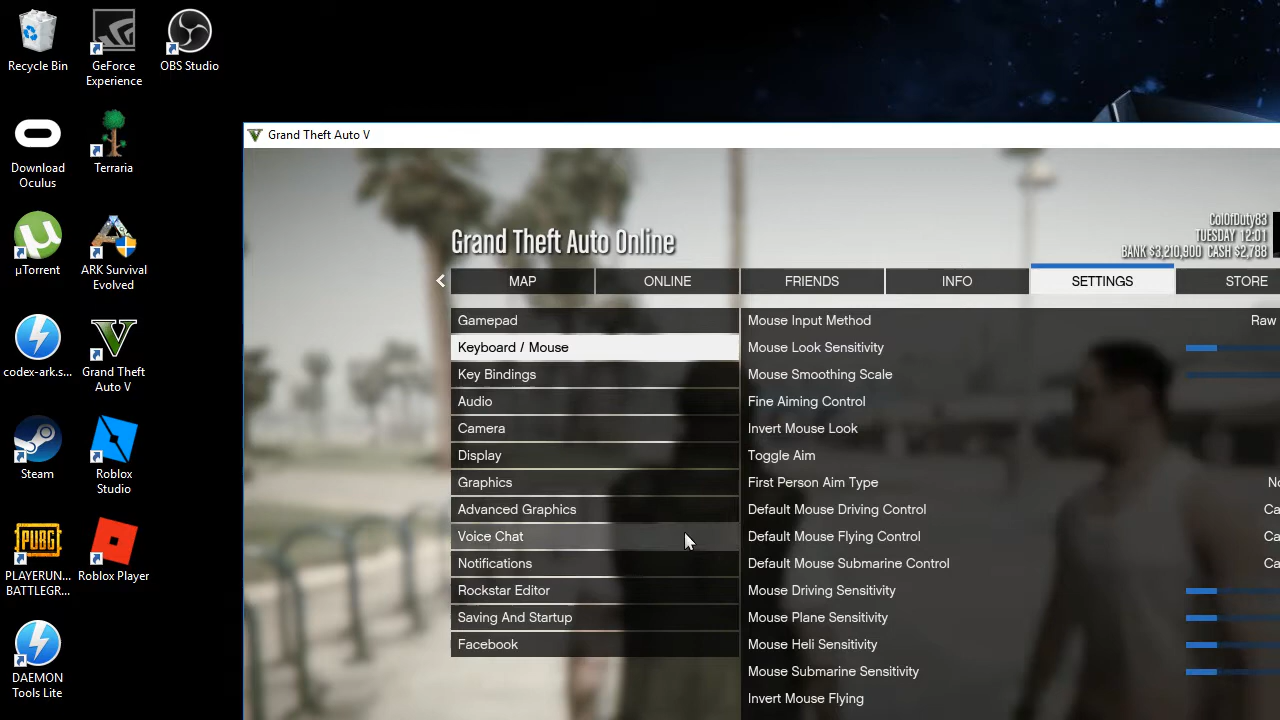 Recycle Bin
GeForce
Experience
OBS Studio
Download
Oculus
Terraria
µTorrent
ARK Survival
Evolved
codex-ark.s...
Grand Theft
Auto V
Steam
Roblox
Studio
PUBG
PLAYERUN...
BATTLEGR...
Roblox Player
DAEMON
Tools Lite
Grand Theft Auto V
Grand Theft Auto Online
ColorDuty83
TUESDAY 12:01
BANK $3,210,900 CASH $2,788
MAP
ONLINE
FRIENDS
INFO
SETTINGS
STORE
Gamepad
Keyboard / Mouse
Key Bindings
Audio
Camera
Display
Graphics
Advanced Graphics
Voice Chat
Notifications
Rockstar Editor
Saving And Startup
Facebook
Mouse Input Method
Raw
Mouse Look Sensitivity
Mouse Smoothing Scale
Fine Aiming Control
Invert Mouse Look
Toggle Aim
First Person Aim Type
No
Default Mouse Driving Control
Ca
Default Mouse Flying Control
Ca
Default Mouse Submarine Control
Ca
Mouse Driving Sensitivity
Mouse Plane Sensitivity
Mouse Heli Sensitivity
Mouse Submarine Sensitivity
Invert Mouse Flying